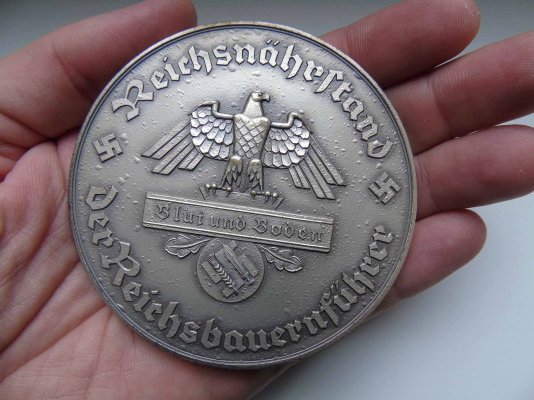 Reichsnährstand
Blut und Boden
der Reichsbauernführer